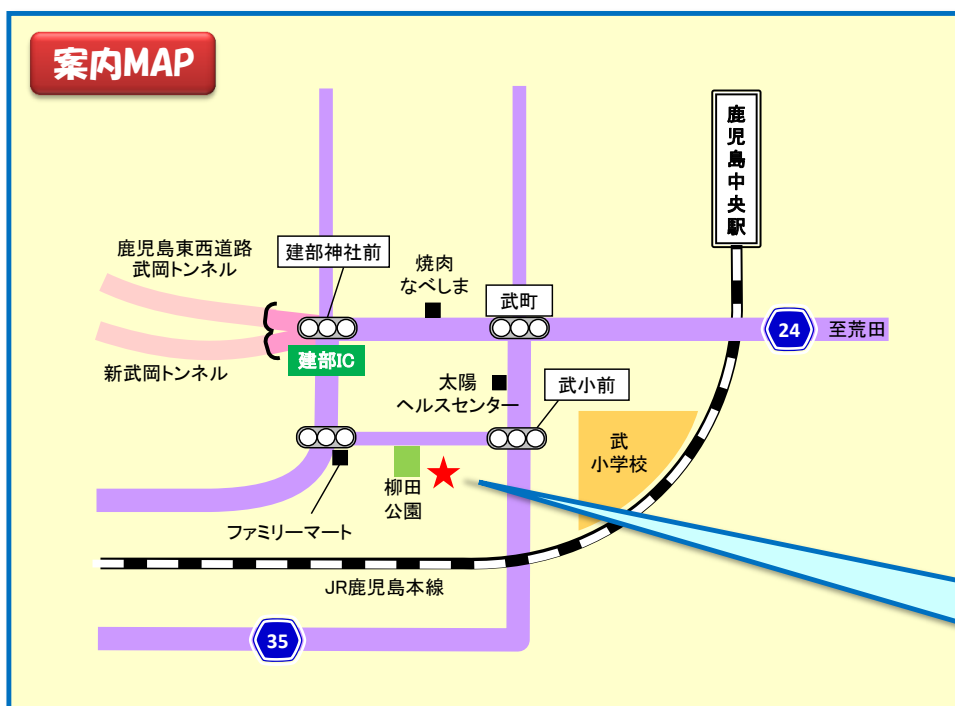 案内MAP
鹿児島中央駅
鹿児島東西道路
武岡トンネル
建部神社前
焼肉
なべしま
武町
24
至荒田
建部IC
新武岡トンネル
太陽
ヘルスセンター
武小前
武
小学校
柳田
公園
ファミリーマート
JR鹿児島本線
35